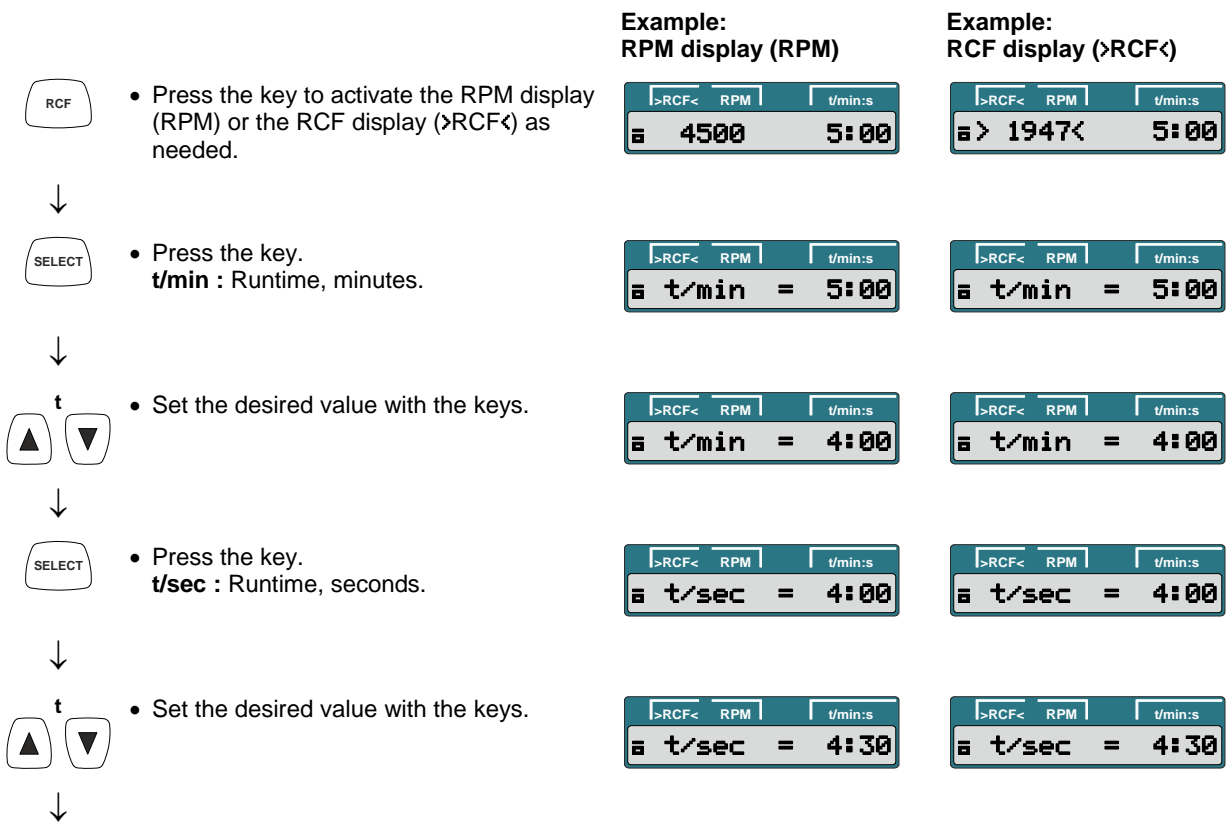 Example:
RPM display (RPM)
Example:
RCF display (>RCF<)
RCF
• Press the key to activate the RPM display
(RPM) or the RCF display (>RCF<) as
needed.
>RCF< RPM t/min:s
4500 5:00
>RCF< RPM t/min:s
> 1947< 5:00
↓
SELECT
• Press the key.
t/min : Runtime, minutes.
>RCF< RPM t/min:s
t/min = 5:00
>RCF< RPM t/min:s
t/min = 5:00
↓
t
▲ ▼
• Set the desired value with the keys.
>RCF< RPM t/min:s
t/min = 4:00
>RCF< RPM t/min:s
t/min = 4:00
↓
SELECT
• Press the key.
t/sec : Runtime, seconds.
>RCF< RPM t/min:s
t/sec = 4:00
>RCF< RPM t/min:s
t/sec = 4:00
↓
t
▲ ▼
• Set the desired value with the keys.
>RCF< RPM t/min:s
t/sec = 4:30
>RCF< RPM t/min:s
t/sec = 4:30
↓